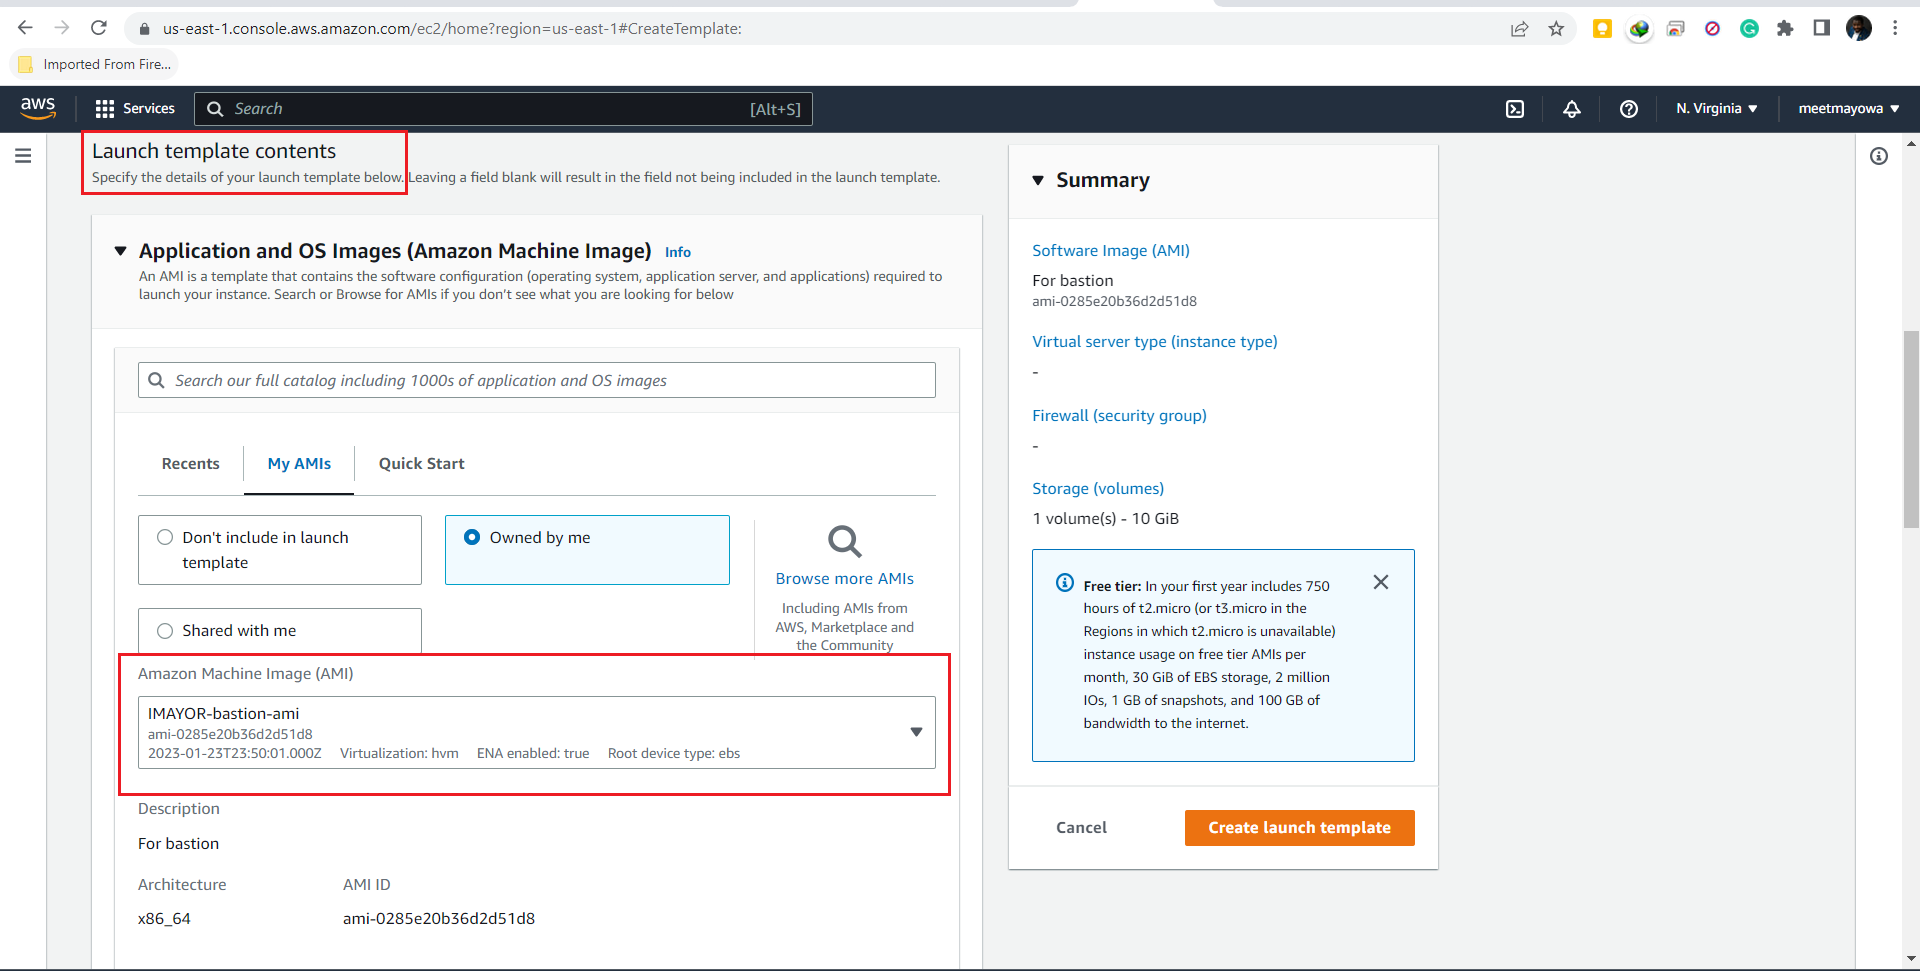 us-east-1.console.aws.amazon.com/ec2/home?region=us-east-1#CreateTemplate:
Imported From Fire...
aws
Services
Search
[Alt+S]
N. Virginia
meetmayowa
Launch template contents
Specify the details of your launch template below. Leaving a field blank will result in the field not being included in the launch template.
Application and OS Images (Amazon Machine Image) Info
An AMI is a template that contains the software configuration (operating system, application server, and applications) required to
launch your instance. Search or Browse for AMIs if you don't see what you are looking for below
Search our full catalog including 1000s of application and OS images
Recents
My AMIs
Quick Start
Don't include in launch
template
Owned by me
Shared with me
Browse more AMIs
Including AMIs from
AWS, Marketplace and
the Community
Amazon Machine Image (AMI)
IMAYOR-bastion-ami
ami-0285e20b36d2d51d8
2023-01-23T23:50:01.000Z Virtualization: hvm ENA enabled: true Root device type: ebs
Description
For bastion
Architecture
AMI ID
x86_64
ami-0285e20b36d2d51d8
Summary
Software Image (AMI)
For bastion
ami-0285e20b36d2d51d8
Virtual server type (instance type)
-
Firewall (security group)
-
Storage (volumes)
1 volume(s) - 10 GiB
Free tier: In your first year includes 750
hours of t2.micro (or t3.micro in the
Regions in which t2.micro is unavailable)
instance usage on free tier AMIs per
month, 30 GiB of EBS storage, 2 million
IOs, 1 GB of snapshots, and 100 GB of
bandwidth to the internet.
Cancel
Create launch template